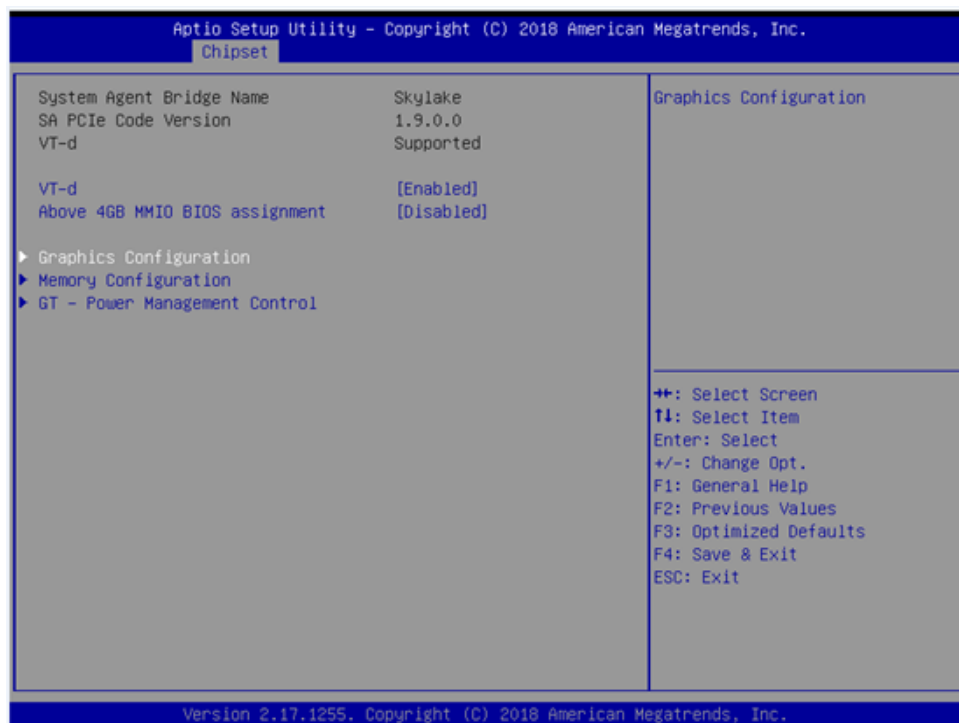 Aptio Setup Utility – Copyright (C) 2018 American Megatrends, Inc.
Chipset
System Agent Bridge Name Skylake
SA PCIe Code Version 1.9.0.0
VT-d Supported
VT-d [Enabled]
Above 4GB MMIO BIOS assignment [Disabled]
Graphics Configuration
Memory Configuration
GT – Power Management Control
Graphics Configuration
→←: Select Screen
↑↓: Select Item
Enter: Select
+/-: Change Opt.
F1: General Help
F2: Previous Values
F3: Optimized Defaults
F4: Save & Exit
ESC: Exit
Version 2.17.1255. Copyright (C) 2018 American Megatrends, Inc.